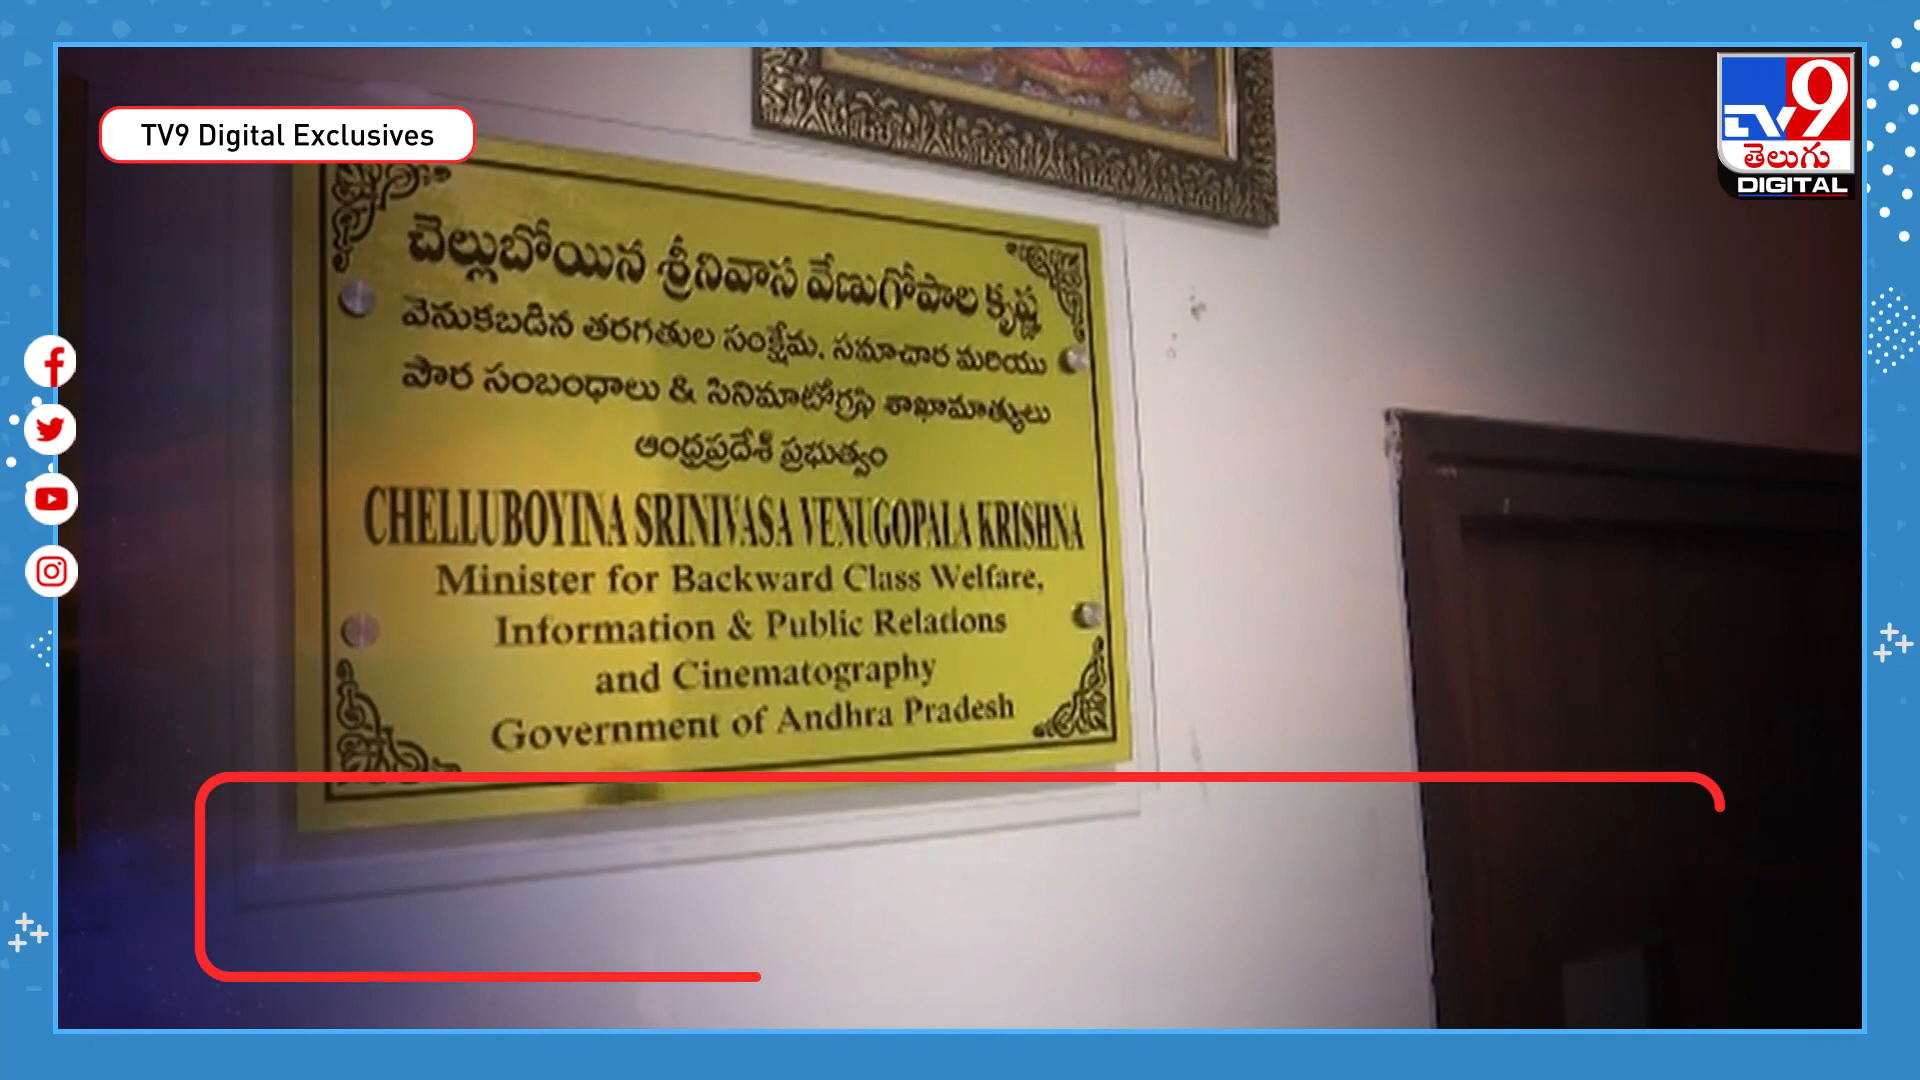 TV9 Digital Exclusives
TV9
తెలుగు
DIGITAL
చెల్లుబోయిన శ్రీనివాస వేణుగోపాల కృష్ణ
వెనుకబడిన తరగతుల సంక్షేమ, సమాచార మరియు
పౌర సంబంధాలు & సినిమాటోగ్రఫి శాఖామాత్యులు
ఆంధ్రప్రదేశ్ ప్రభుత్వం
CHELLUBOYINA SRINIVASA VENUGOPALA KRISHNA
Minister for Backward Class Welfare,
Information & Public Relations
and Cinematography
Government of Andhra Pradesh